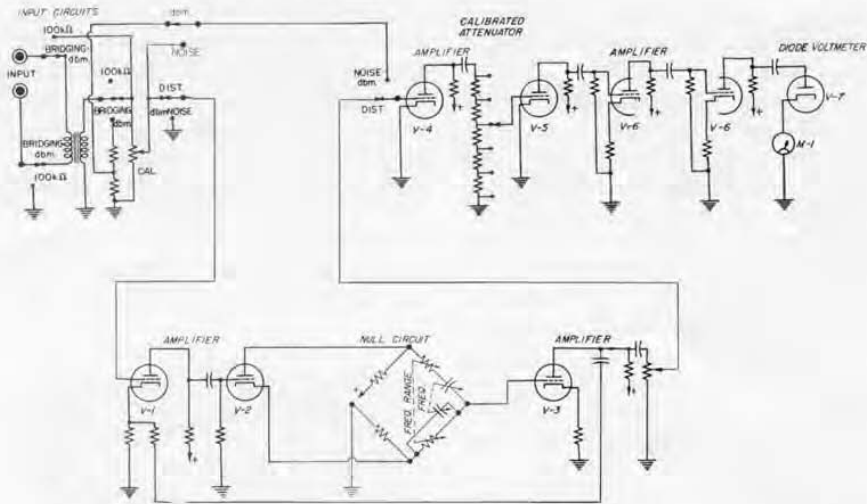 INPUT CIRCUITS
100kΩ
BRIDGING
dbm.
INPUT
100kΩ
BRIDGING
dbm.
BRIDGING
dbm.
100kΩ
CAL.
dbm.
NOISE
DIST.
dbm NOISE
NOISE
dbm.
DIST.
AMPLIFIER
V-4
CALIBRATED
ATTENUATOR
V-5
AMPLIFIER
V-6
V-6
DIODE VOLTMETER
V-7
M-1
AMPLIFIER
V-1
V-2
NULL CIRCUIT
FREQ. RANGE
FREQ.
AMPLIFIER
V-3